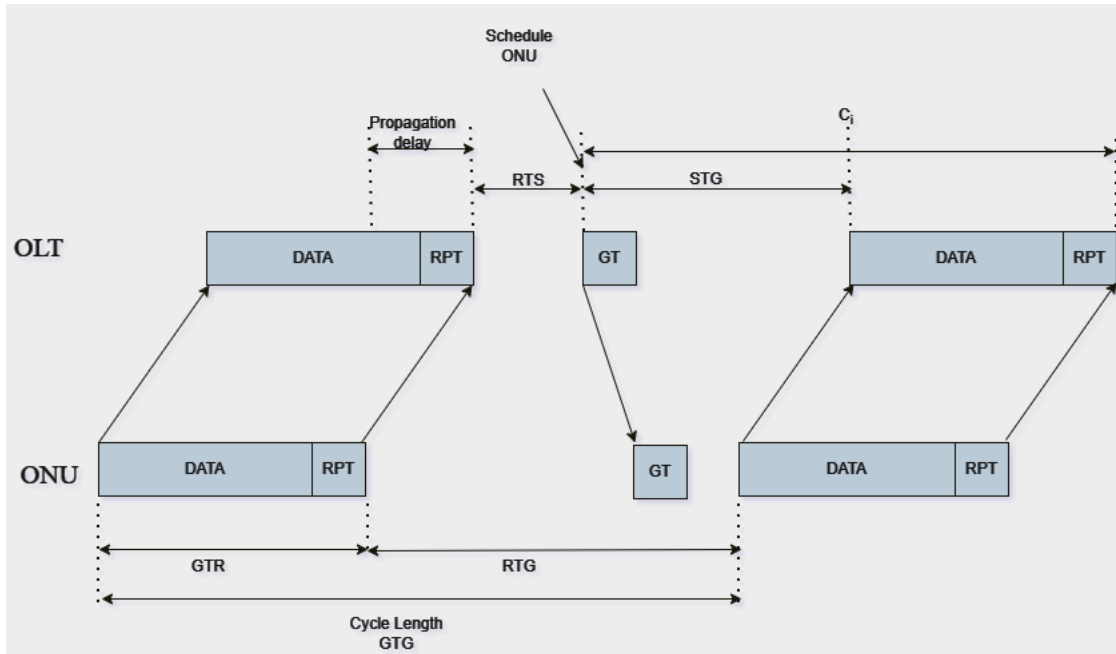 Schedule
ONU
Propagation
delay
C_i
RTS
STG
OLT
DATA
RPT
GT
DATA
RPT
ONU
DATA
RPT
GT
DATA
RPT
GTR
RTG
Cycle Length
GTG